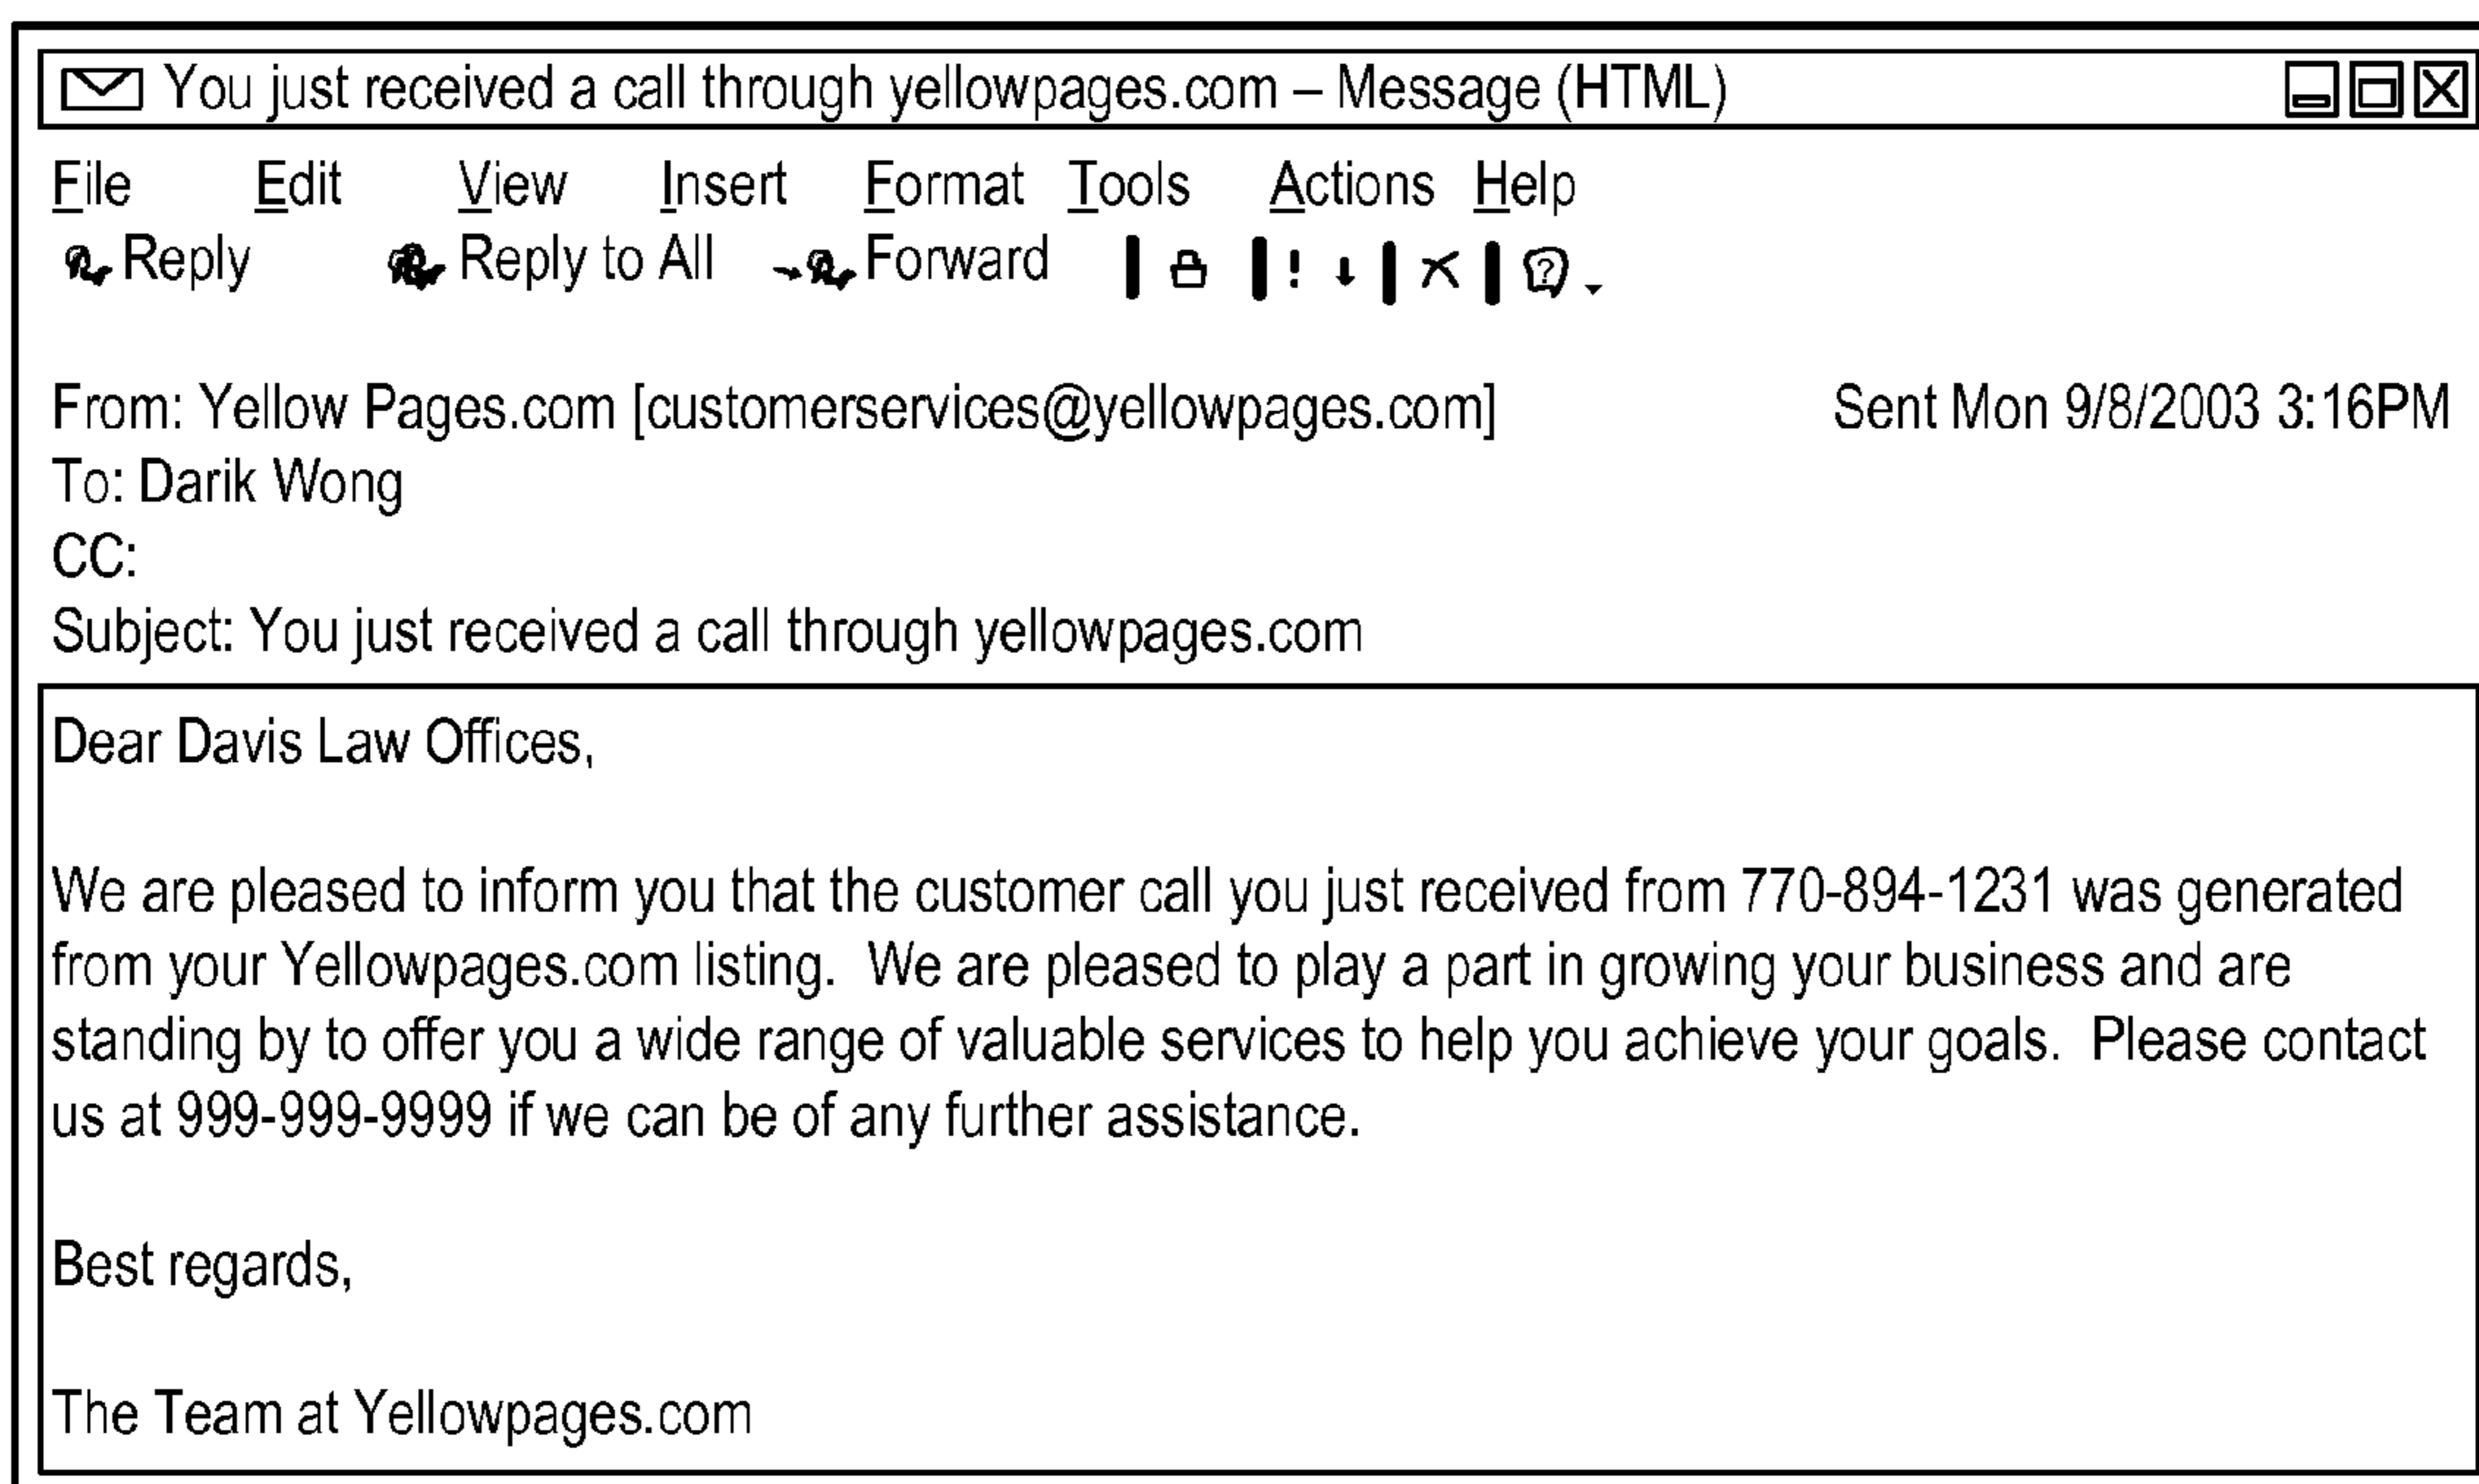 You just received a call through yellowpages.com – Message (HTML)
File Edit View Insert Format Tools Actions Help
Reply Reply to All Forward ! ?
From: Yellow Pages.com [customerservices@yellowpages.com] Sent Mon 9/8/2003 3:16PM
To: Darik Wong
CC:
Subject: You just received a call through yellowpages.com
Dear Davis Law Offices,
We are pleased to inform you that the customer call you just received from 770-894-1231 was generated
from your Yellowpages.com listing.  We are pleased to play a part in growing your business and are
standing by to offer you a wide range of valuable services to help you achieve your goals.  Please contact
us at 999-999-9999 if we can be of any further assistance.
Best regards,
The Team at Yellowpages.com